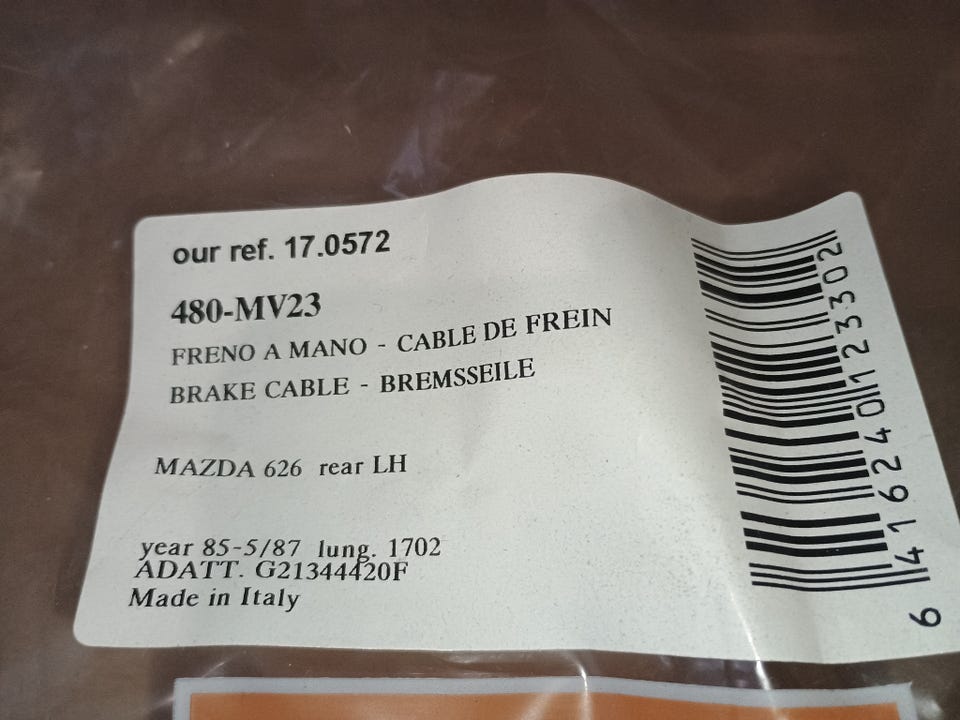 our ref. 17.0572
480-MV23
FRENO A MANO - CABLE DE FREIN
BRAKE CABLE - BREMSSEILE
MAZDA 626 rear LH
year 85-5/87 lung. 1702
ADATT. G21344420F
Made in Italy
6 416240 123302